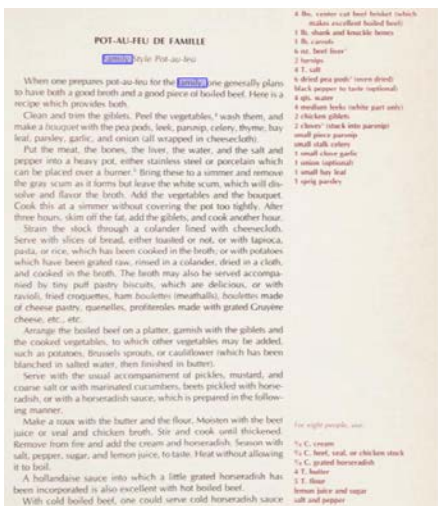 POT-AU-FEU DE FAMILLE
Family Style Pot-au-feu
When one prepares pot-au-feu for the family, one generally plans
to have both a good broth and a good piece of boiled beef. Here is a
recipe which provides both.
Clean and trim the giblets. Peel the vegetables,⁴ wash them, and
make a bouquet with the pea pods, leek, parsnip, celery, thyme, bay
leaf, parsley, garlic, and onion (all wrapped in cheesecloth).
Put the meat, the bones, the liver, the water, and the salt and
pepper into a heavy pot, either stainless steel or porcelain which
can be placed over a burner.⁵ Bring these to a simmer and remove
the gray scum as it forms but leave the white scum, which will dis-
solve and flavor the broth. Add the vegetables and the bouquet.
Cook this at a simmer without covering the pot too tightly. After
three hours, skim off the fat, add the giblets, and cook another hour.
Strain the stock through a colander lined with cheesecloth.
Serve with slices of bread, either toasted or not, or with tapioca,
pasta, or rice, which has been cooked in the broth; or with potatoes
which have been grated raw, rinsed in a colander, dried in a cloth,
and cooked in the broth. The broth may also be served accompa-
nied by tiny puff pastry biscuits, which are delicious, or with
ravioli, fried croquettes, ham boulettes (meatballs), boulettes made
of cheese pastry, quenelles, profiteroles made with grated Gruyère
cheese, etc., etc.
Arrange the boiled beef on a platter, garnish with the giblets and
the cooked vegetables, to which other vegetables may be added,
such as potatoes, Brussels sprouts, or cauliflower (which has been
blanched in salted water, then finished in butter).
Serve with the usual accompaniment of pickles, mustard, and
coarse salt or with marinated cucumbers, beets pickled with horse-
radish, or with a horseradish sauce, which is prepared in the follow-
ing manner.
Make a roux with the butter and the flour. Moisten with the beef
juice or veal and chicken broth. Stir and cook until thickened.
Remove from fire and add the cream and horseradish. Season with
salt, pepper, sugar, and lemon juice, to taste. Heat without allowing
it to boil.
A hollandaise sauce into which a little grated horseradish has
been incorporated is also excellent with hot boiled beef.
With cold boiled beef, one could serve cold horseradish sauce
4 lbs. center cut beef brisket (which
makes excellent boiled beef)
1 lb. shank and knuckle bones
1 lb. carrots
6 oz. beef liver
2 turnips
4 T. salt
6 dried pea pods (oven dried)
black pepper to taste (optional)
4 qts. water
4 medium leeks (white part only)
2 chicken giblets
2 cloves (stuck into parsnip)
small piece parsnip
small stalk celery
1 small clove garlic
1 onion (optional)
1 small bay leaf
1 sprig parsley
For eight people, use:
C. cream
C. beef, veal, or chicken stock
C. grated horseradish
4 T. butter
3 T. flour
lemon juice and sugar
salt and pepper